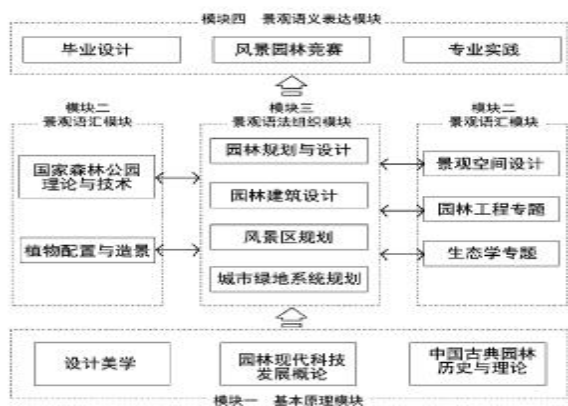 模块四 景观语义表达模块
毕业设计
风景园林竞赛
专业实践
模块二
景观语汇模块
国家森林公园
理论与技术
植物配置与造景
模块三
景观语法组织模块
园林规划与设计
园林建筑设计
风景区规划
城市绿地系统规划
模块二
景观语汇模块
景观空间设计
园林工程专题
生态学专题
设计美学
园林现代科技
发展概论
中国古典园林
历史与理论
模块一 基本原理模块